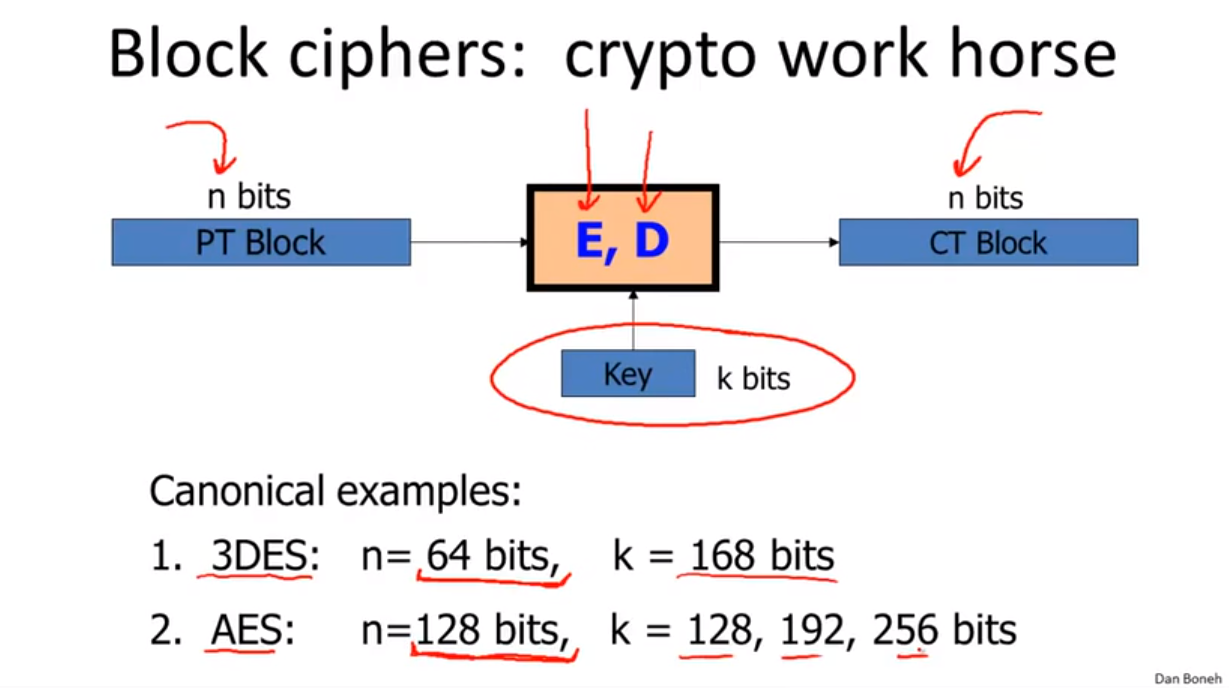 Block ciphers: crypto work horse
n bits
n bits
PT Block
E, D
CT Block
Key
k bits
Canonical examples:
1. 3DES: n= 64 bits, k = 168 bits
2. AES: n=128 bits, k = 128, 192, 256 bits
Dan Boneh